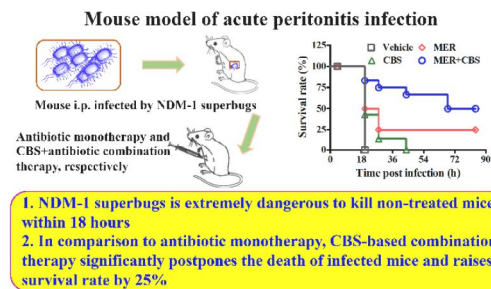 Mouse model of acute peritonitis infection
Mouse i.p. infected by NDM-1 superbugs
Antibiotic monotherapy and
CBS+antibiotic combination
therapy, respectively
Vehicle MER
CBS MER+CBS
Survival rate (%)
125
100
75
50
25
0
0 18 36 54 72 90
Time post infection (h)
1. NDM-1 superbugs is extremely dangerous to kill non-treated mice
within 18 hours
2. In comparison to antibiotic monotherapy, CBS-based combination
therapy significantly postpones the death of infected mice and raises
survival rate by 25%